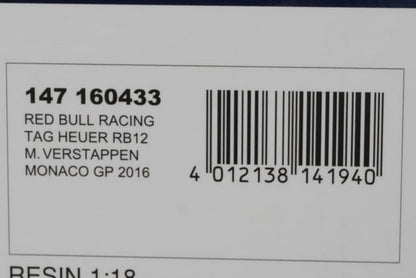 147 160433
RED BULL RACING
TAG HEUER RB12
M. VERSTAPPEN
MONACO GP 2016
4 012138 141940
RESIN 1:18